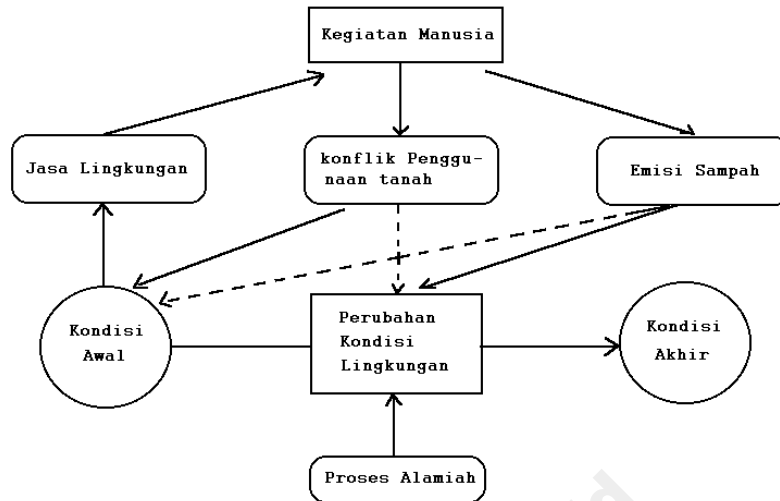 Kegiatan Manusia
Jasa Lingkungan
konflik Penggu-
naan tanah
Emisi Sampah
Kondisi
Awal
Perubahan
Kondisi
Lingkungan
Kondisi
Akhir
Proses Alamiah